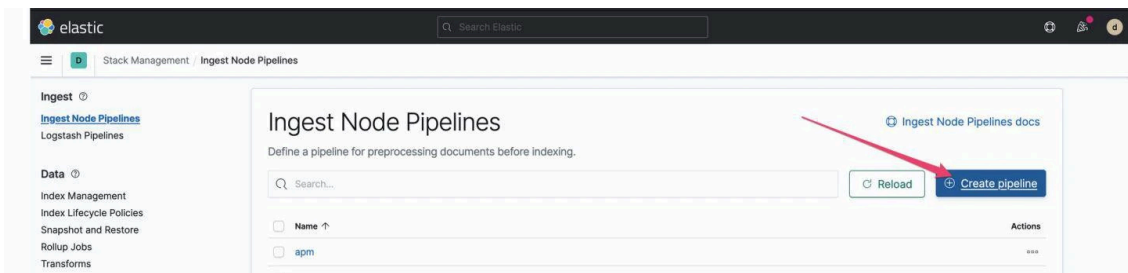 elastic
Search Elastic
d
D Stack Management / Ingest Node Pipelines
Ingest
Ingest Node Pipelines
Logstash Pipelines
Data
Index Management
Index Lifecycle Policies
Snapshot and Restore
Rollup Jobs
Transforms
Ingest Node Pipelines
Ingest Node Pipelines docs
Define a pipeline for preprocessing documents before indexing.
Search...
Reload
Create pipeline
Name ↑
Actions
apm